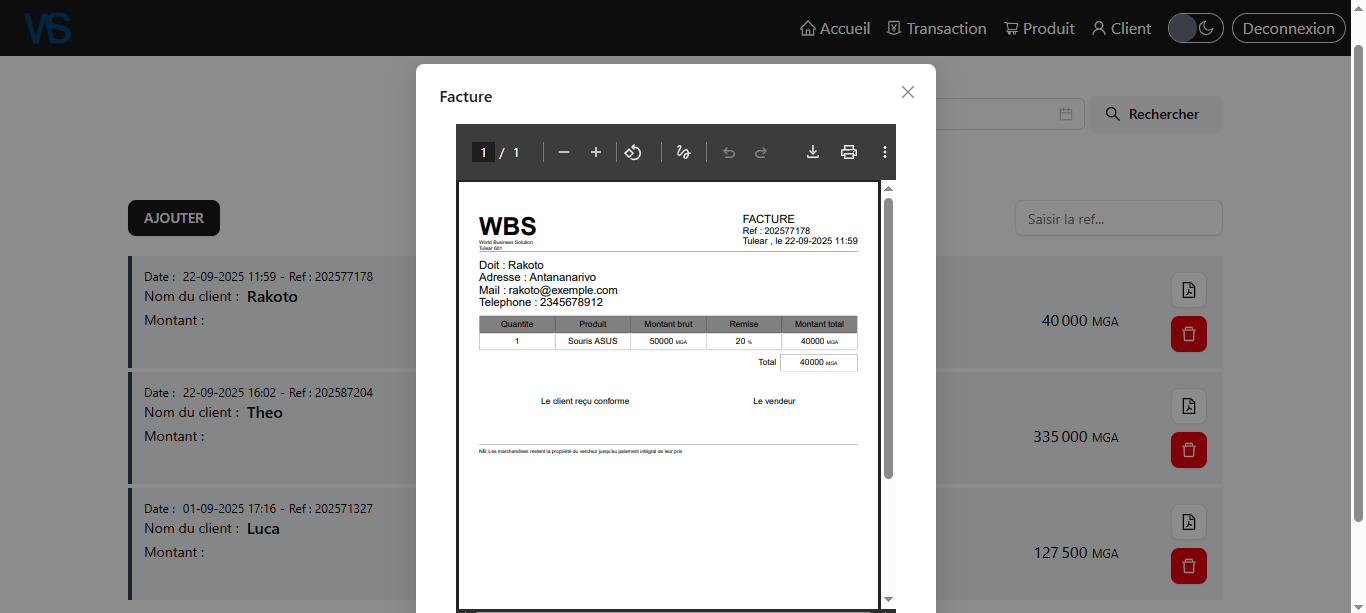 WS
Accueil
Transaction
Produit
Client
Deconnexion
Facture
Rechercher
1 / 1
AJOUTER
Saisir la ref...
WBS
World Business Solution
Tulear 601
FACTURE
Ref : 202577178
Tulear , le 22-09-2025 11:59
Doit : Rakoto
Adresse : Antananarivo
Mail : rakoto@exemple.com
Telephone : 2345678912
Quantite Produit Montant brut Remise Montant total
1 Souris ASUS 50000 MGA 20 % 40000 MGA
Total 40000 MGA
Le client reçu conforme Le vendeur
NB: Les marchandises restent la propriété du vendeur jusqu'au paiement intégral de leur prix
Date : 22-09-2025 11:59 - Ref : 202577178
Nom du client : Rakoto
Montant :
40 000 MGA
Date : 22-09-2025 16:02 - Ref : 202587204
Nom du client : Theo
Montant :
335 000 MGA
Date : 01-09-2025 17:16 - Ref : 202571327
Nom du client : Luca
Montant :
127 500 MGA